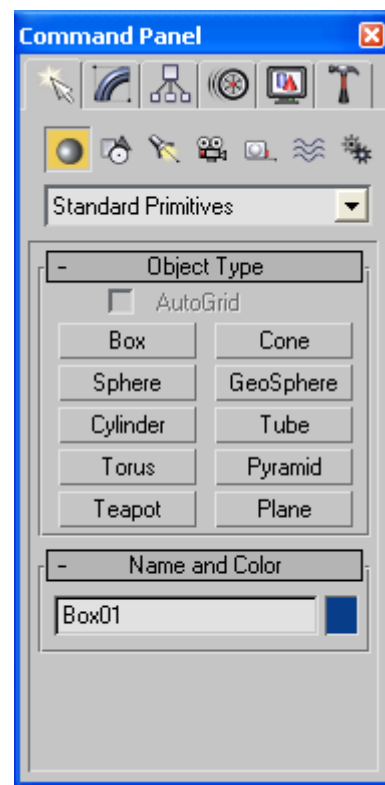 Command Panel
Standard Primitives
- Object Type
AutoGrid
Box Cone
Sphere GeoSphere
Cylinder Tube
Torus Pyramid
Teapot Plane
- Name and Color
Box01